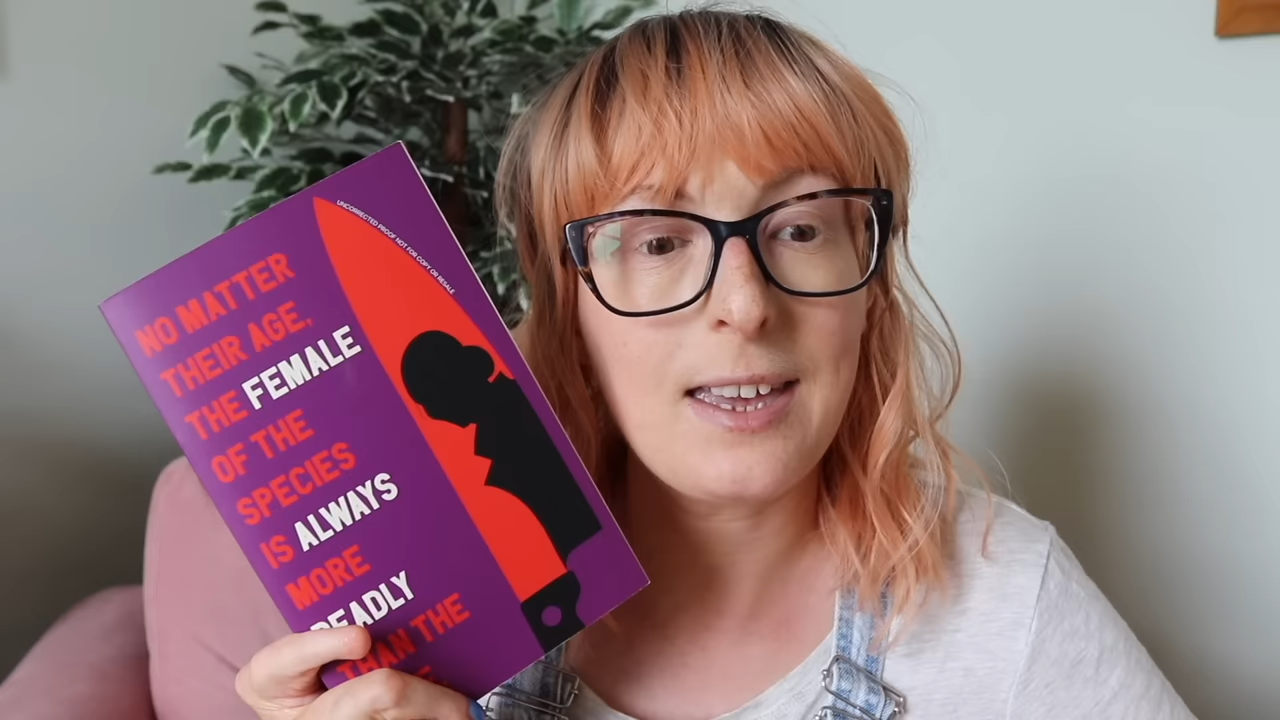 UNCORRECTED PROOF NOT FOR COPY OR RESALE
NO MATTER
THEIR AGE,
THE FEMALE
OF THE
SPECIES
IS ALWAYS
MORE
DEADLY
THAN THE